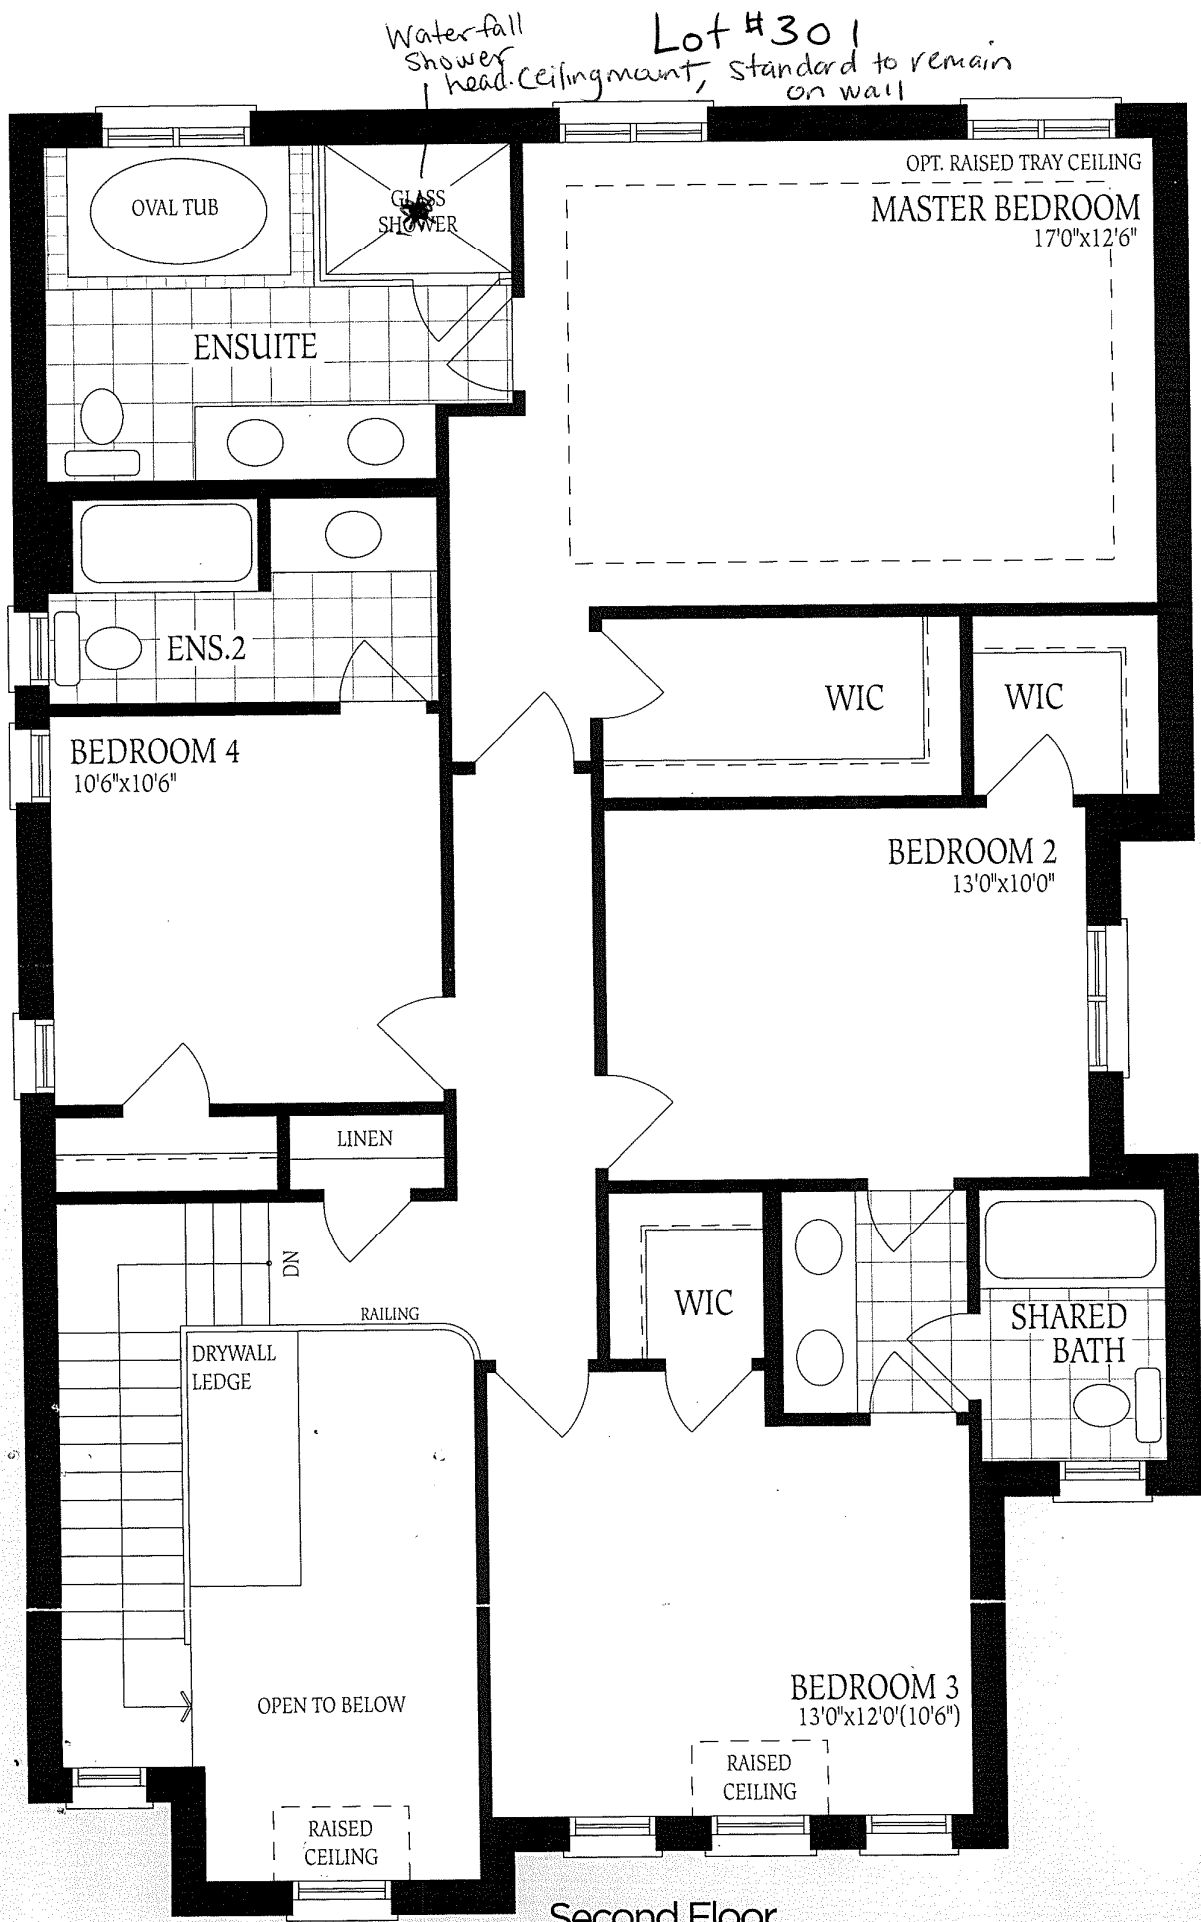 Waterfall
shower
head. Ceiling mount, standard to remain
on wall
Lot #301
OPT. RAISED TRAY CEILING
MASTER BEDROOM
17'0"x12'6"
OVAL TUB
GLASS
SHOWER
ENSUITE
ENS.2
WIC
WIC
BEDROOM 4
10'6"x10'6"
BEDROOM 2
13'0"x10'0"
LINEN
DN
RAILING
DRYWALL
LEDGE
WIC
SHARED
BATH
OPEN TO BELOW
BEDROOM 3
13'0"x12'0'(10'6")
RAISED
CEILING
RAISED
CEILING
Second Floor